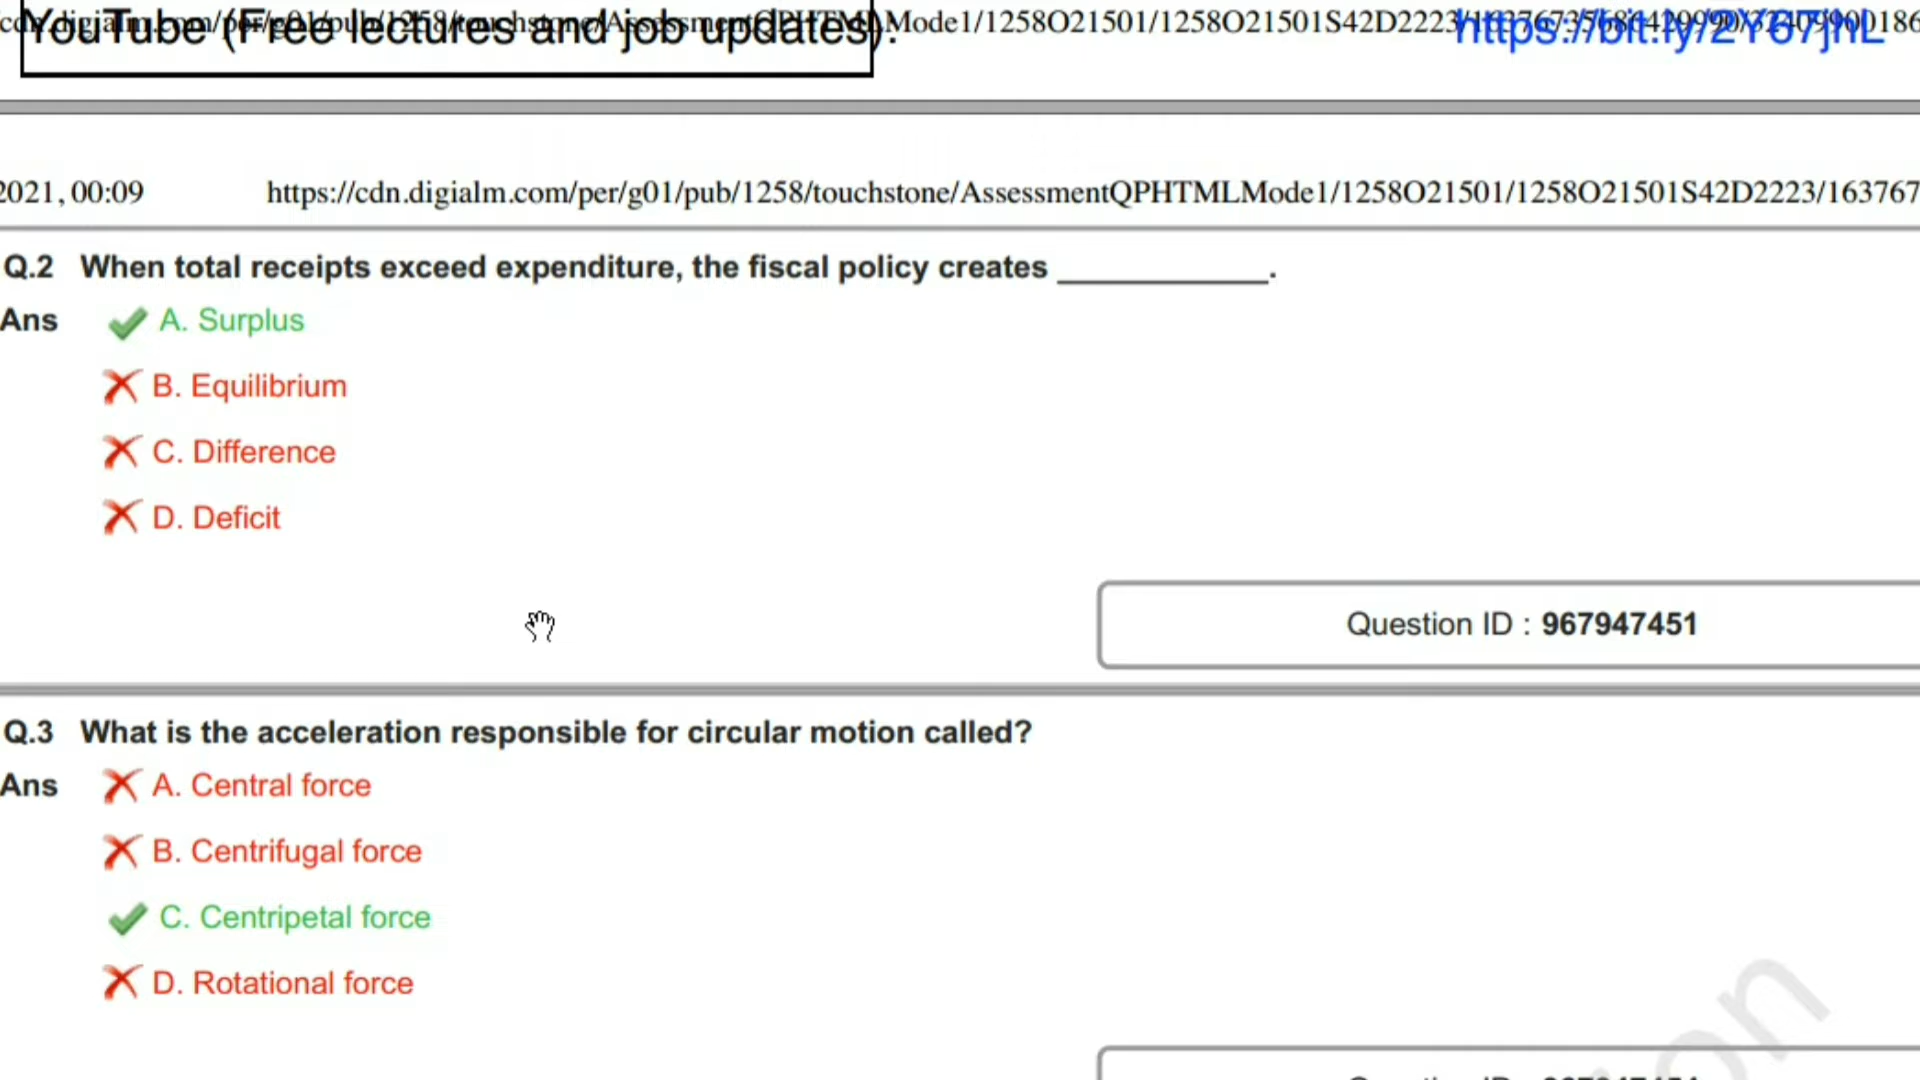 YouTube (Free lectures and job updates):
https://bit.ly/2Y67jhL
2021, 00:09 https://cdn.digialm.com/per/g01/pub/1258/touchstone/AssessmentQPHTMLMode1/1258O21501/1258O21501S42D2223/163767
Q.2 When total receipts exceed expenditure, the fiscal policy creates ____________.
Ans A. Surplus
B. Equilibrium
C. Difference
D. Deficit
Question ID : 967947451
Q.3 What is the acceleration responsible for circular motion called?
Ans A. Central force
B. Centrifugal force
C. Centripetal force
D. Rotational force
on